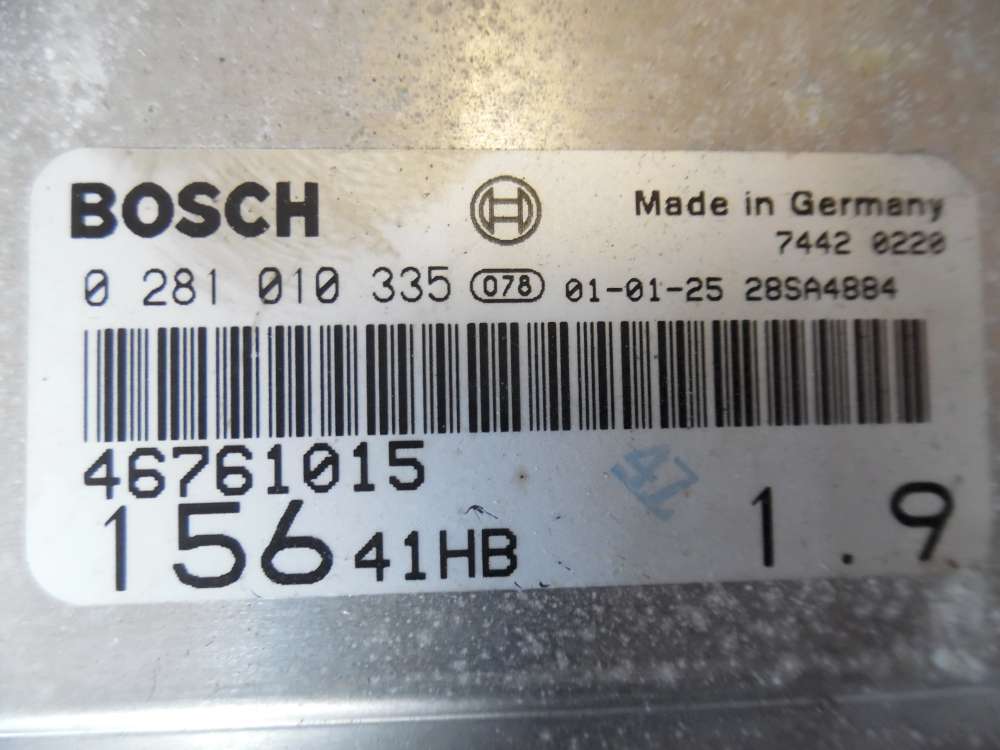 BOSCH Made in Germany
7442 0220
0 281 010 335 078 01-01-25 28SA4884
46761015
156 41HB 1.9